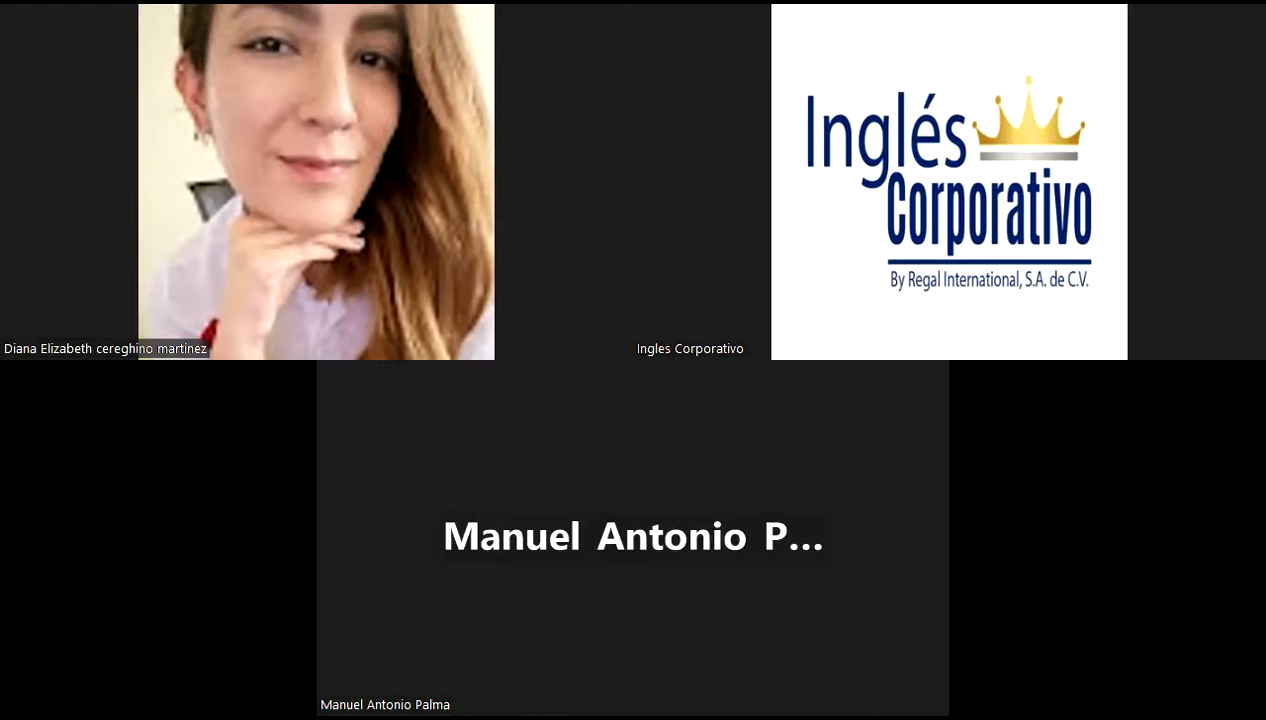 Inglés
Corporativo
By Regal International, S.A. de C.V.
Diana Elizabeth cereghino martinez
Ingles Corporativo
Manuel Antonio P...
Manuel Antonio Palma